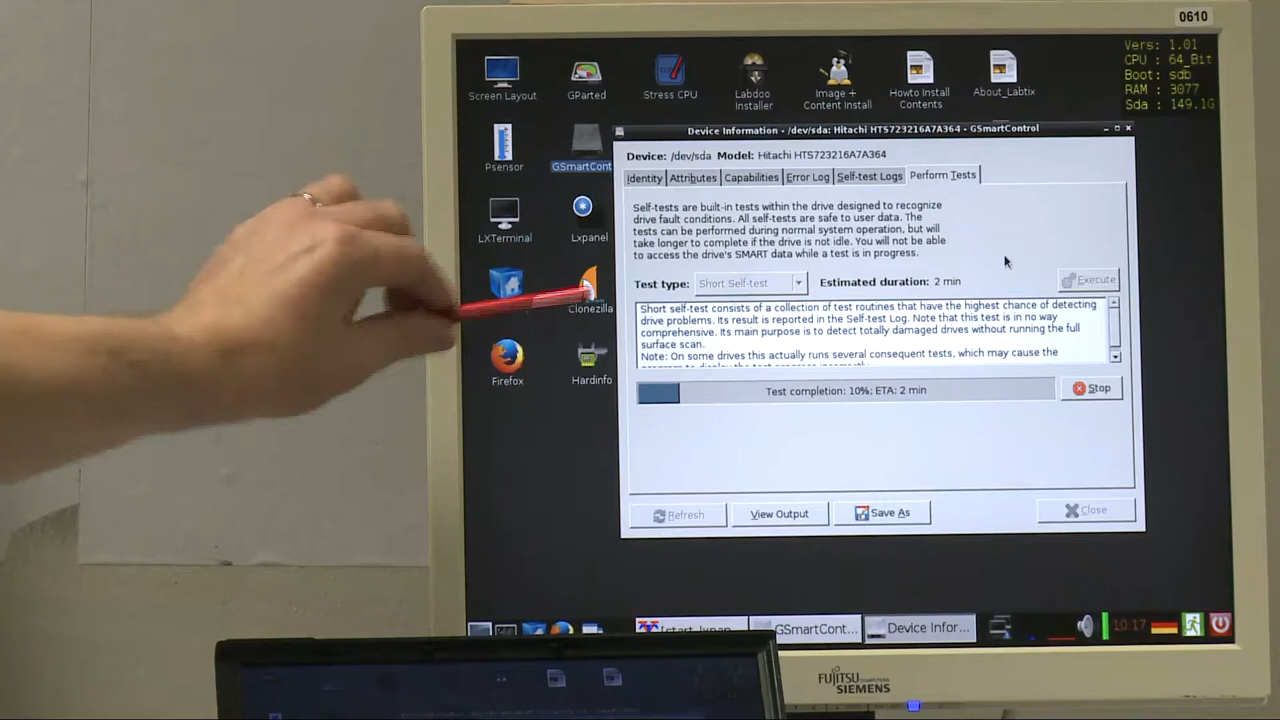 0610
Vers: 1.01
CPU : 64_Bit
Boot: sdb
RAM : 3077
Sda : 149.1G
Screen Layout
GParted
Stress CPU
Labdoo
Installer
Image +
Content Install
Howto Install
Contents
About_Labtix
Psensor
GSmartCont
LXTerminal
Lxpanel
Clonezilla
Firefox
Hardinfo
Device Information - /dev/sda: Hitachi HTS723216A7A364 - GSmartControl
Device: /dev/sda Model: Hitachi HTS723216A7A364
Identity Attributes Capabilities Error Log Self-test Logs Perform Tests
Self-tests are built-in tests within the drive designed to recognize
drive fault conditions. All self-tests are safe to user data. The
tests can be performed during normal system operation, but will
take longer to complete if the drive is not idle. You will not be able
to access the drive's SMART data while a test is in progress.
Test type: Short Self-test Estimated duration: 2 min Execute
Short self-test consists of a collection of test routines that have the highest chance of detecting
drive problems. Its result is reported in the Self-test Log. Note that this test is in no way
comprehensive. Its main purpose is to detect totally damaged drives without running the full
surface scan.
Note: On some drives this actually runs several consequent tests, which may cause the
Test completion: 10%; ETA: 2 min Stop
Refresh View Output Save As Close
GSmartCont... Device Infor... 10:17
FUJITSU COMPUTERS
SIEMENS